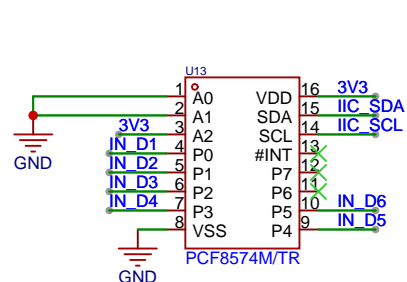 U13
1 A0 VDD 16 3V3
2 A1 SDA 15 IIC_SDA
3V3 3 A2 SCL 14 IIC_SCL
IN_D1 4 P0 #INT 13
IN_D2 5 P1 P7 12
IN_D3 6 P2 P6 11
IN_D4 7 P3 P5 10 IN_D6
8 VSS P4 9 IN_D5
GND
PCF8574M/TR
GND